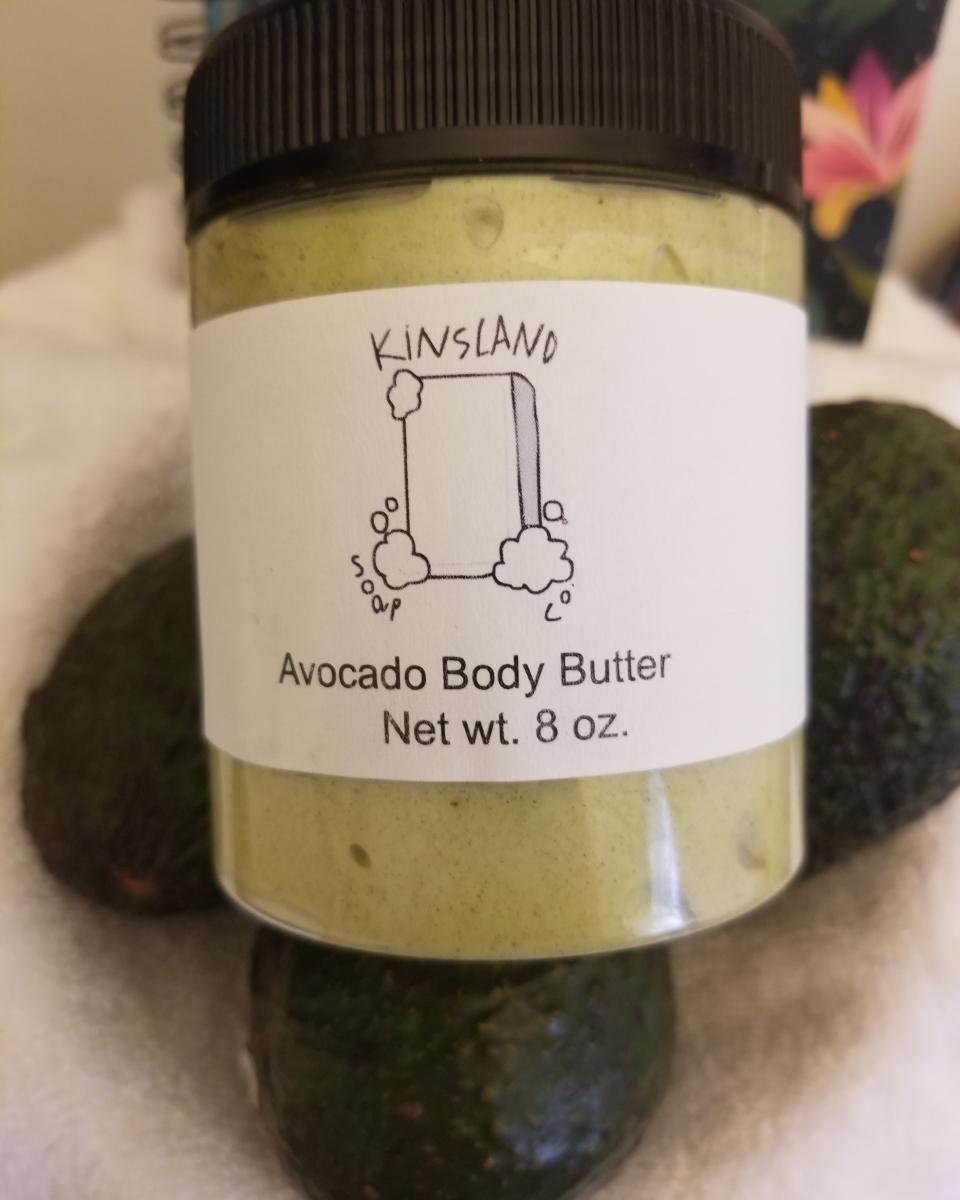 KiNSLAND
Soap
Co
Avocado Body Butter
Net wt. 8 oz.